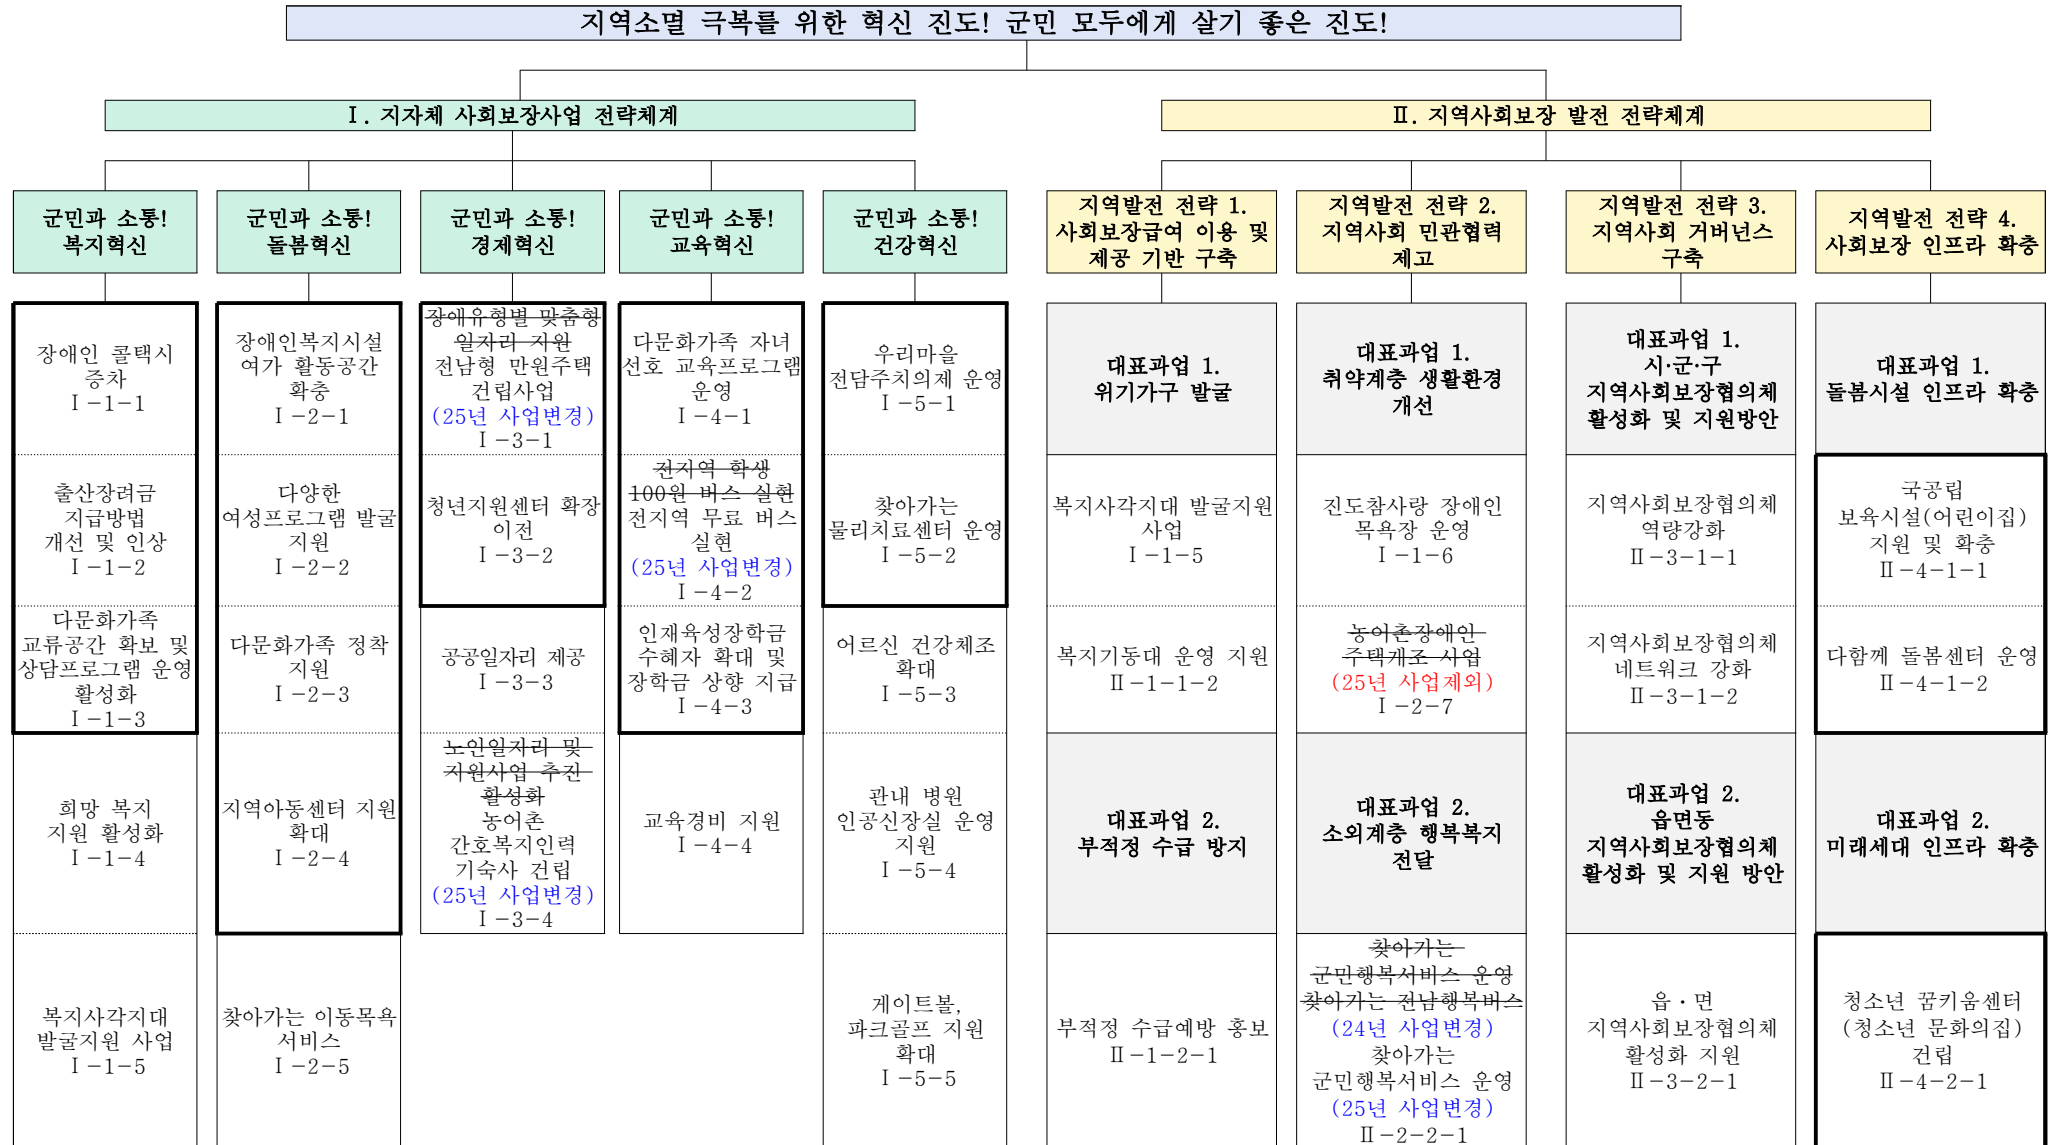 지역소멸 극복를 위한 혁신 진도! 군민 모두에게 살기 좋은 진도!
Ⅰ. 지자체 사회보장사업 전략체계
Ⅱ. 지역사회보장 발전 전략체계
군민과 소통!
복지혁신
군민과 소통!
돌봄혁신
군민과 소통!
경제혁신
군민과 소통!
교육혁신
군민과 소통!
건강혁신
지역발전 전략 1.
사회보장급여 이용 및
제공 기반 구축
지역발전 전략 2.
지역사회 민관협력
제고
지역발전 전략 3.
지역사회 거버넌스
구축
지역발전 전략 4.
사회보장 인프라 확충
장애인 콜택시
증차
Ⅰ-1-1
장애인복지시설
여가 활동공간
확충
Ⅰ-2-1
장애유형별 맞춤형
일자리 지원
전남형 만원주택
건립사업
(25년 사업변경)
Ⅰ-3-1
다문화가족 자녀
선호 교육프로그램
운영
Ⅰ-4-1
우리마을
전담주치의제 운영
Ⅰ-5-1
대표과업 1.
위기가구 발굴
대표과업 1.
취약계층 생활환경
개선
대표과업 1.
시·군·구
지역사회보장협의체
활성화 및 지원방안
대표과업 1.
돌봄시설 인프라 확충
출산장려금
지급방법
개선 및 인상
Ⅰ-1-2
다양한
여성프로그램 발굴
지원
Ⅰ-2-2
청년지원센터 확장
이전
Ⅰ-3-2
전지역 학생
100원 버스 실현
전지역 무료 버스
실현
(25년 사업변경)
Ⅰ-4-2
찾아가는
물리치료센터 운영
Ⅰ-5-2
복지사각지대 발굴지원
사업
Ⅰ-1-5
진도참사랑 장애인
목욕장 운영
Ⅰ-1-6
지역사회보장협의체
역량강화
Ⅱ-3-1-1
국공립
보육시설(어린이집)
지원 및 확충
Ⅱ-4-1-1
다문화가족
교류공간 확보 및
상담프로그램 운영
활성화
Ⅰ-1-3
다문화가족 정착
지원
Ⅰ-2-3
공공일자리 제공
Ⅰ-3-3
인재육성장학금
수혜자 확대 및
장학금 상향 지급
Ⅰ-4-3
어르신 건강체조
확대
Ⅰ-5-3
복지기동대 운영 지원
Ⅱ-1-1-2
농어촌장애인
주택개조 사업
(25년 사업제외)
Ⅰ-2-7
지역사회보장협의체
네트워크 강화
Ⅱ-3-1-2
다함께 돌봄센터 운영
Ⅱ-4-1-2
희망 복지
지원 활성화
Ⅰ-1-4
지역아동센터 지원
확대
Ⅰ-2-4
노인일자리 및
지원사업 추진
활성화
농어촌
간호복지인력
기숙사 건립
(25년 사업변경)
Ⅰ-3-4
교육경비 지원
Ⅰ-4-4
관내 병원
인공신장실 운영
지원
Ⅰ-5-4
대표과업 2.
부적정 수급 방지
대표과업 2.
소외계층 행복복지
전달
대표과업 2.
읍면동
지역사회보장협의체
활성화 및 지원 방안
대표과업 2.
미래세대 인프라 확충
복지사각지대
발굴지원 사업
Ⅰ-1-5
찾아가는 이동목욕
서비스
Ⅰ-2-5
게이트볼,
파크골프 지원
확대
Ⅰ-5-5
부적정 수급예방 홍보
Ⅱ-1-2-1
찾아가는
군민행복서비스 운영
찾아가는 전남행복버스
(24년 사업변경)
찾아가는
군민행복서비스 운영
(25년 사업변경)
Ⅱ-2-2-1
읍·면
지역사회보장협의체
활성화 지원
Ⅱ-3-2-1
청소년 꿈키움센터
(청소년 문화의집)
건립
Ⅱ-4-2-1